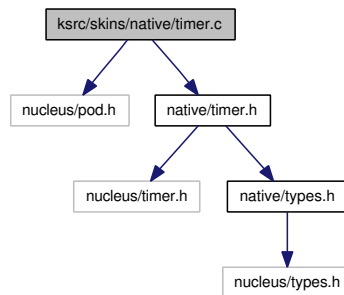 ksrc/skins/native/timer.c
nucleus/pod.h
native/timer.h
nucleus/timer.h
native/types.h
nucleus/types.h